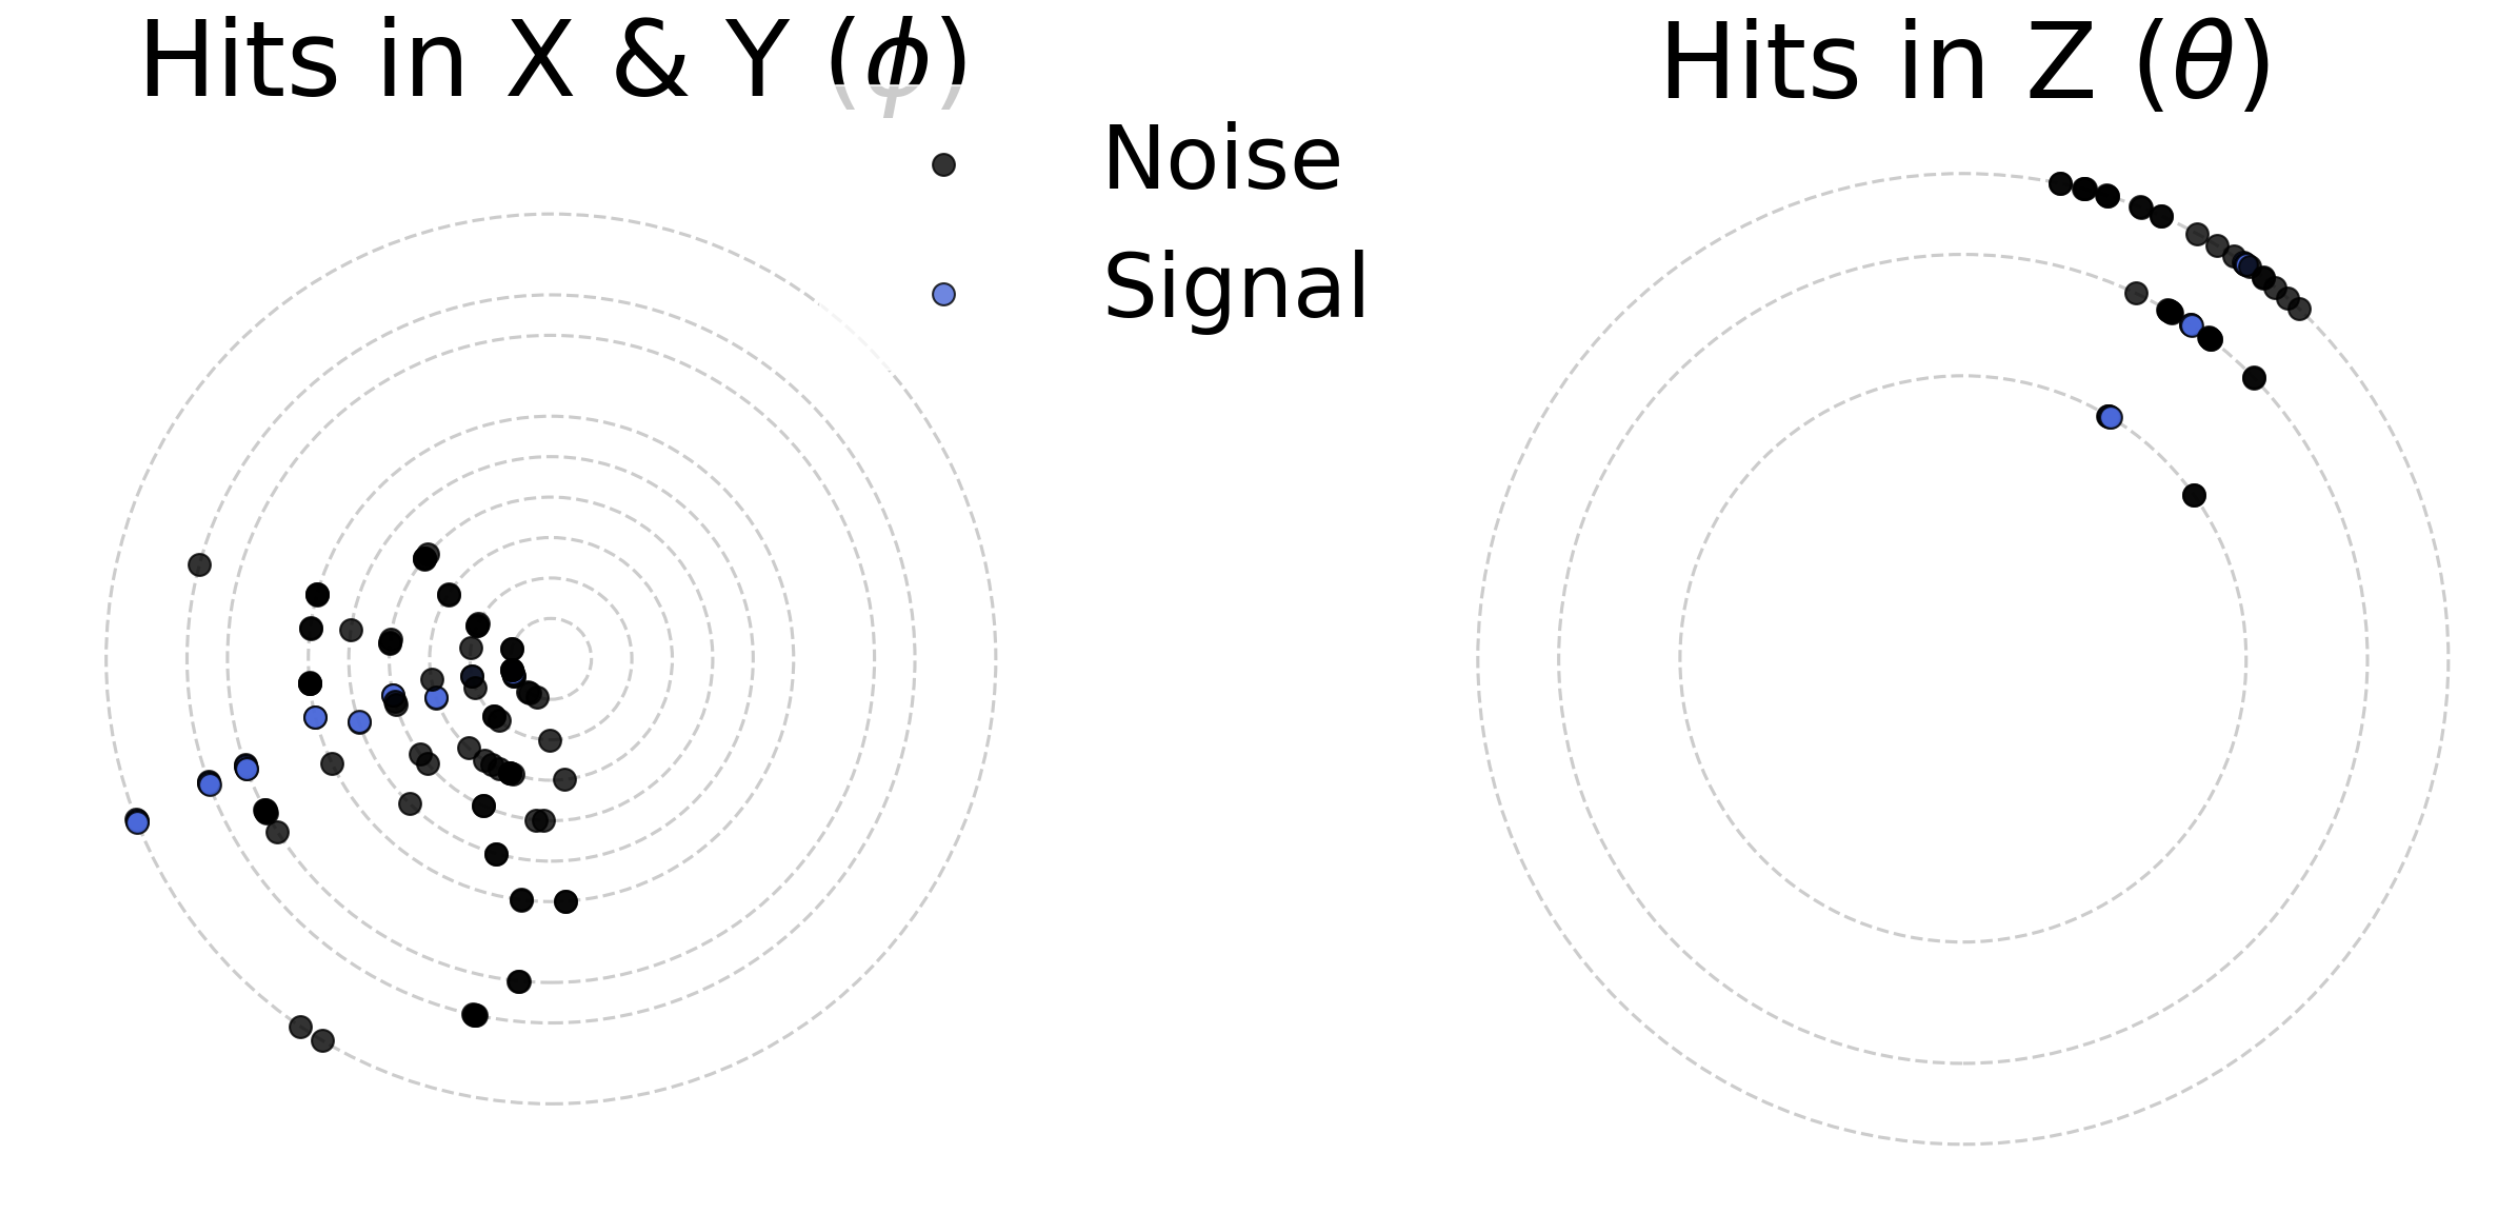 Hits in X & Y (ϕ)
Hits in Z (θ)
Noise
Signal